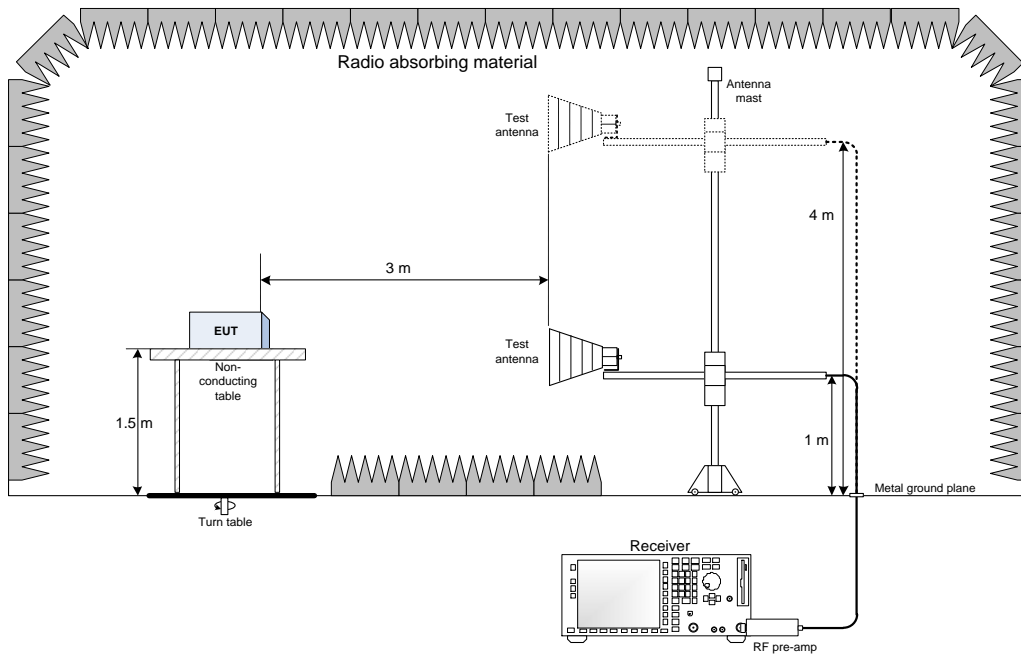 Radio absorbing material
Antenna
mast
Test
antenna
4 m
3 m
EUT
Test
antenna
Non-
conducting
table
1.5 m
1 m
Metal ground plane
Turn table
Receiver
RF pre-amp